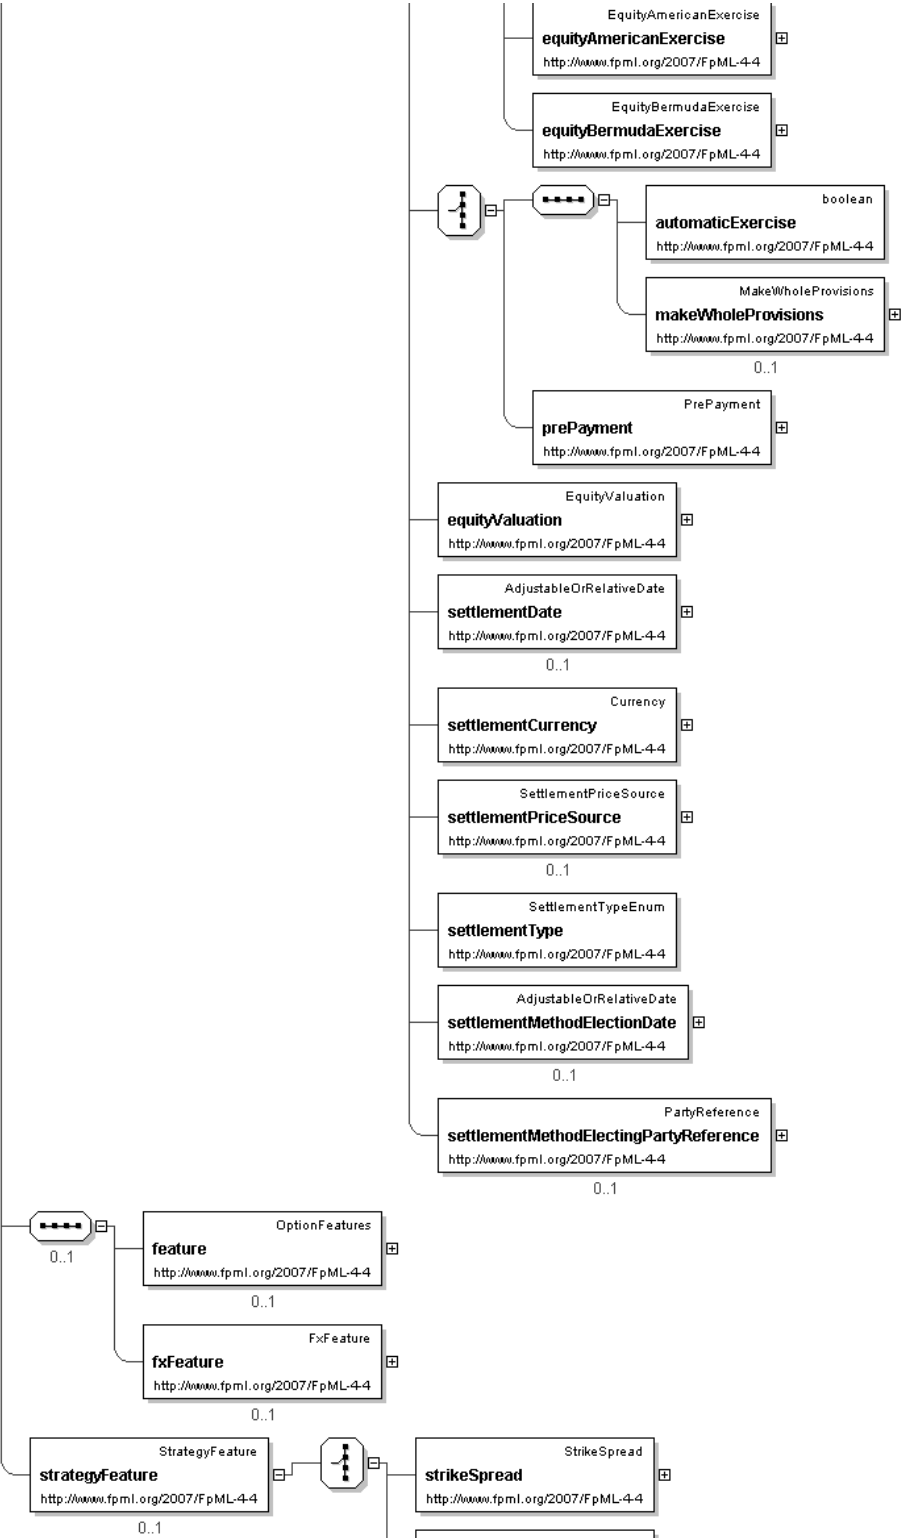 EquityAmericanExercise
equityAmericanExercise
http://www.fpml.org/2007/FpML-4-4
EquityBermudaExercise
equityBermudaExercise
http://www.fpml.org/2007/FpML-4-4
boolean
automaticExercise
http://www.fpml.org/2007/FpML-4-4
MakeWholeProvisions
makeWholeProvisions
http://www.fpml.org/2007/FpML-4-4
0..1
PrePayment
prePayment
http://www.fpml.org/2007/FpML-4-4
EquityValuation
equityValuation
http://www.fpml.org/2007/FpML-4-4
AdjustableOrRelativeDate
settlementDate
http://www.fpml.org/2007/FpML-4-4
0..1
Currency
settlementCurrency
http://www.fpml.org/2007/FpML-4-4
SettlementPriceSource
settlementPriceSource
http://www.fpml.org/2007/FpML-4-4
0..1
SettlementTypeEnum
settlementType
http://www.fpml.org/2007/FpML-4-4
AdjustableOrRelativeDate
settlementMethodElectionDate
http://www.fpml.org/2007/FpML-4-4
0..1
PartyReference
settlementMethodElectingPartyReference
http://www.fpml.org/2007/FpML-4-4
0..1
0..1
OptionFeatures
feature
http://www.fpml.org/2007/FpML-4-4
0..1
FxFeature
fxFeature
http://www.fpml.org/2007/FpML-4-4
0..1
StrategyFeature
strategyFeature
http://www.fpml.org/2007/FpML-4-4
0..1
StrikeSpread
strikeSpread
http://www.fpml.org/2007/FpML-4-4